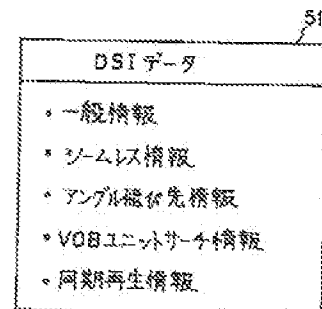 51
DSIデータ
・一般情報
・シームレス情報
・アングル 先情報
・VOBユニットサーチ情報
・同期再生情報